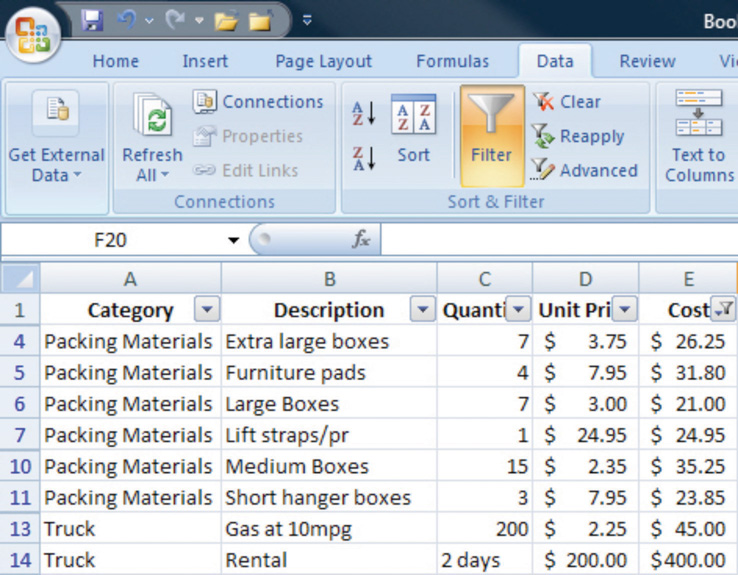 Boo
Home Insert Page Layout Formulas Data Review Vi
Get External Data
Refresh All
Connections
Properties
Edit Links
Connections
A Z
Z A
A Z Z A
Sort
Filter
Clear
Reapply
Advanced
Sort & Filter
Text to Columns
F20 fx
A B C D E
1 Category Description Quanti Unit Pri Cost
4 Packing Materials Extra large boxes 7 $ 3.75 $ 26.25
5 Packing Materials Furniture pads 4 $ 7.95 $ 31.80
6 Packing Materials Large Boxes 7 $ 3.00 $ 21.00
7 Packing Materials Lift straps/pr 1 $ 24.95 $ 24.95
10 Packing Materials Medium Boxes 15 $ 2.35 $ 35.25
11 Packing Materials Short hanger boxes 3 $ 7.95 $ 23.85
13 Truck Gas at 10mpg 200 $ 2.25 $ 45.00
14 Truck Rental 2 days $ 200.00 $400.00